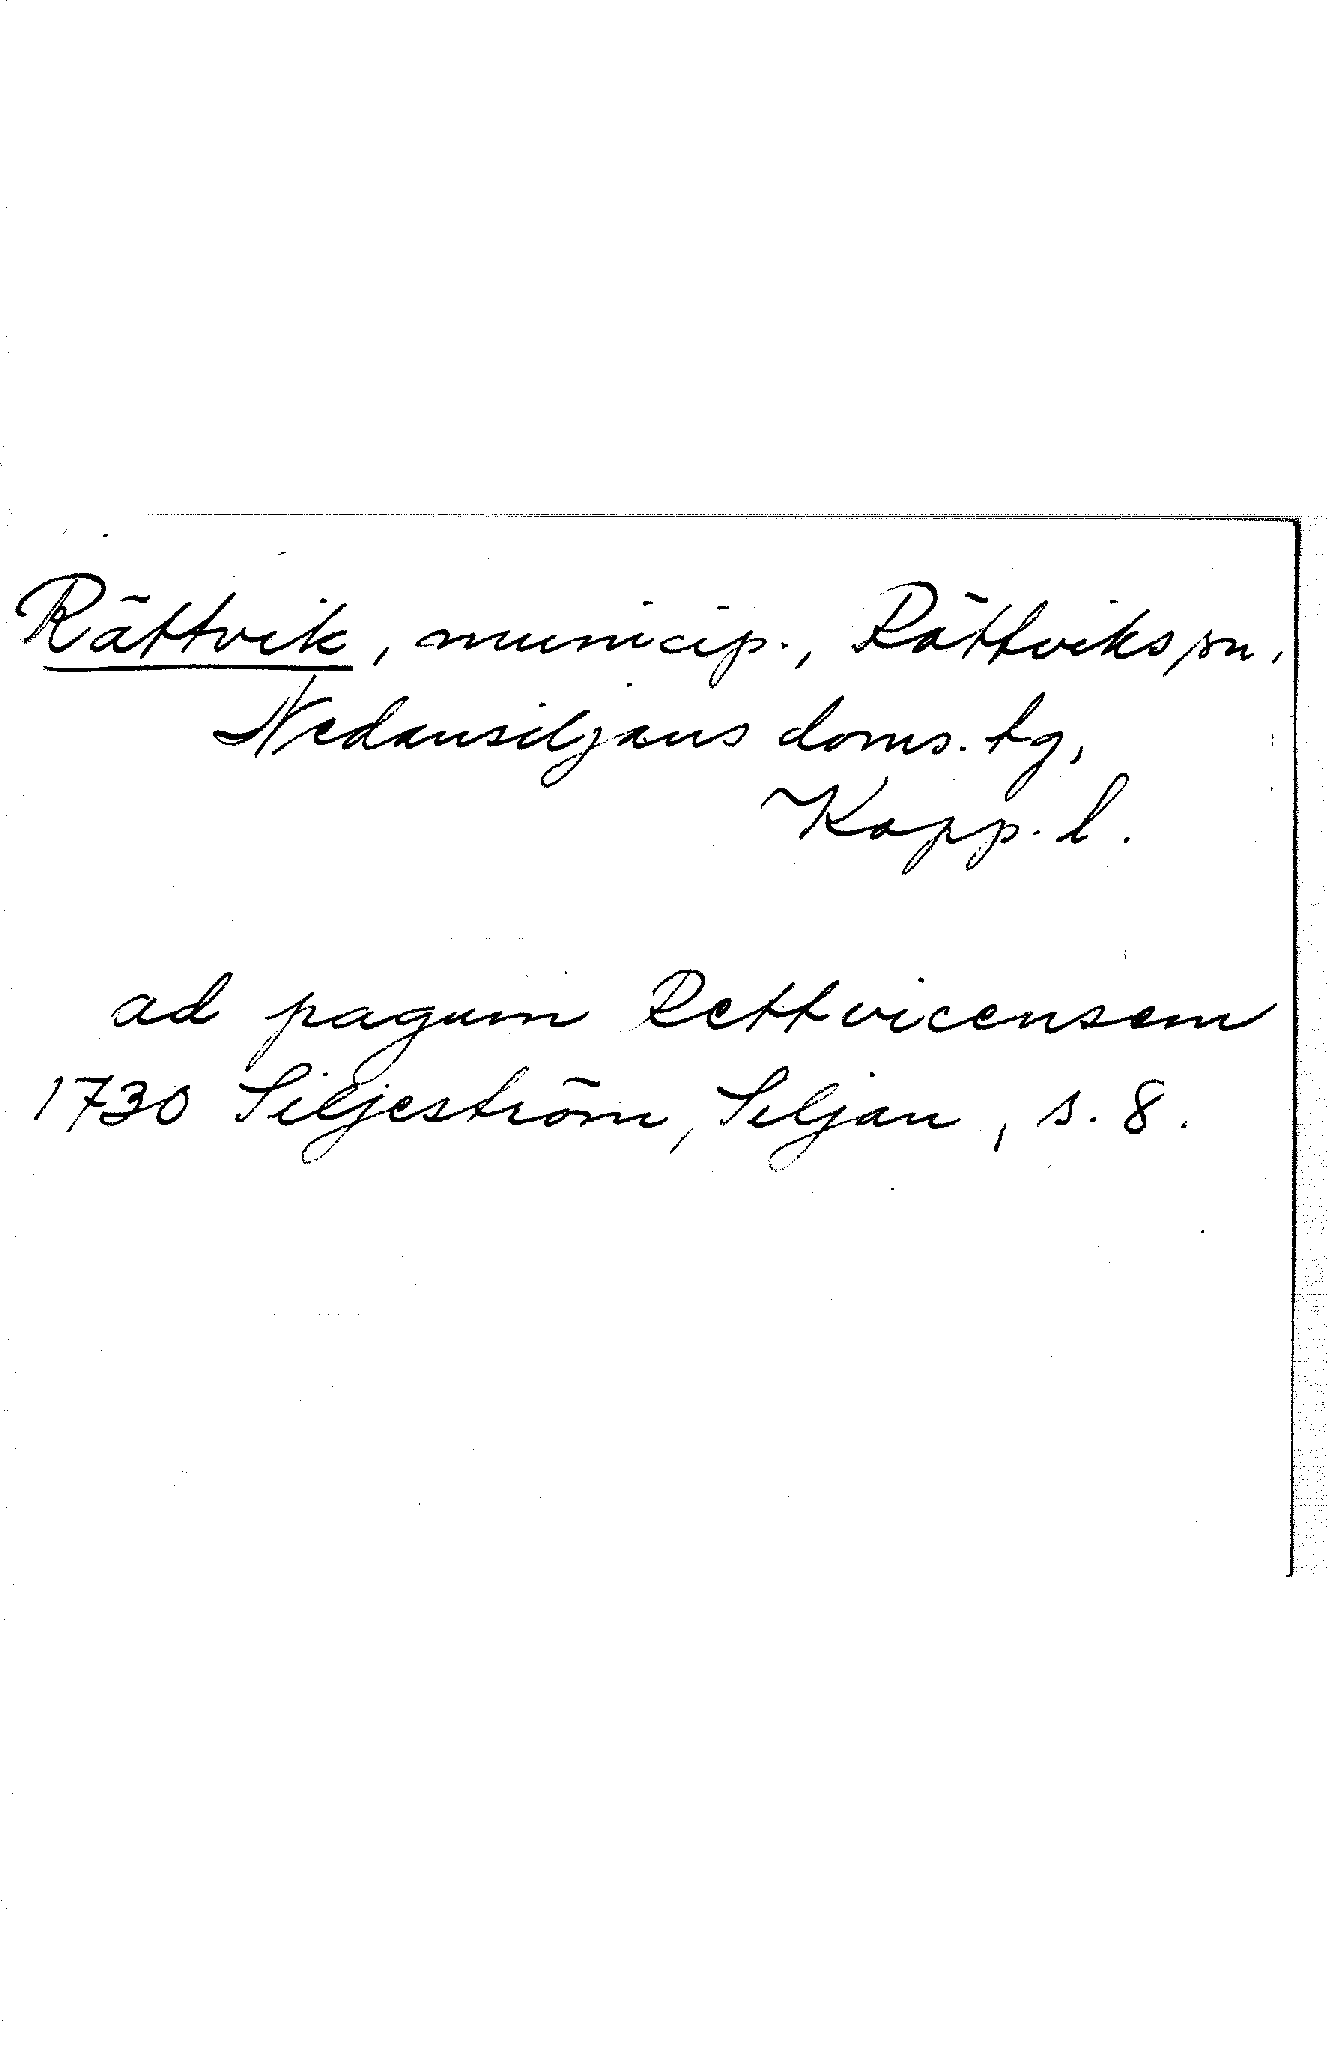 Rättvik, municip., Rättviks sn,
Nedansiljans doms. tg,
Kopp. l.
ad pagum Rettvicensem
1730 Siljeström, Siljan, s. 8.